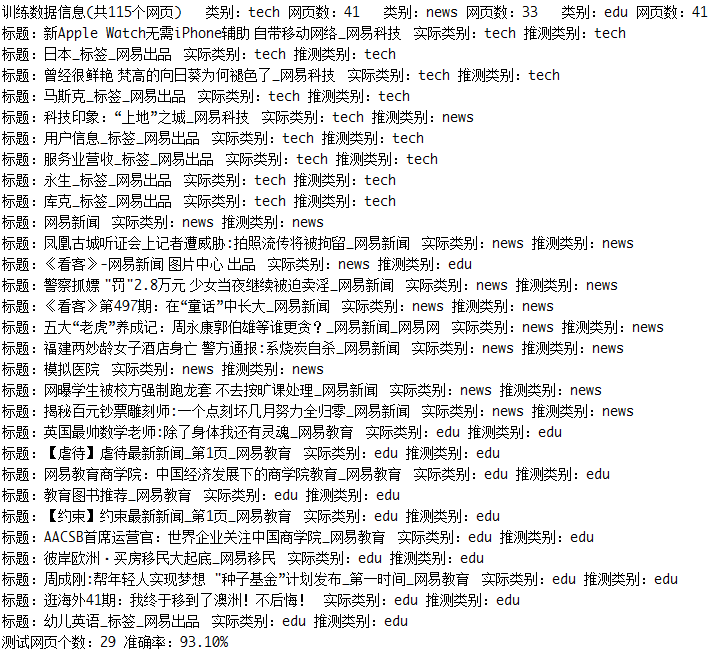 训练数据信息(共115个网页)   类别：tech 网页数：41   类别：news 网页数：33   类别：edu 网页数：41
标题：新Apple Watch无需iPhone辅助 自带移动网络_网易科技  实际类别：tech 推测类别：tech
标题：日本_标签_网易出品  实际类别：tech 推测类别：tech
标题：曾经很鲜艳 梵高的向日葵为何褪色了_网易科技  实际类别：tech 推测类别：tech
标题：马斯克_标签_网易出品  实际类别：tech 推测类别：tech
标题：科技印象：“上地”之城_网易科技  实际类别：tech 推测类别：news
标题：用户信息_标签_网易出品  实际类别：tech 推测类别：tech
标题：服务业营收_标签_网易出品  实际类别：tech 推测类别：tech
标题：永生_标签_网易出品  实际类别：tech 推测类别：tech
标题：库克_标签_网易出品  实际类别：tech 推测类别：tech
标题：网易新闻  实际类别：news 推测类别：news
标题：凤凰古城听证会上记者遭威胁:拍照流传将被拘留_网易新闻  实际类别：news 推测类别：news
标题：《看客》-网易新闻 图片中心 出品  实际类别：news 推测类别：edu
标题：警察抓嫖 "罚"2.8万元 少女当夜继续被迫卖淫_网易新闻  实际类别：news 推测类别：news
标题：《看客》第497期：在“童话”中长大_网易新闻  实际类别：news 推测类别：news
标题：五大“老虎”养成记：周永康郭伯雄等谁更贪？_网易新闻_网易网  实际类别：news 推测类别：news
标题：福建两妙龄女子酒店身亡 警方通报:系烧炭自杀_网易新闻  实际类别：news 推测类别：news
标题：模拟医院  实际类别：news 推测类别：news
标题：网曝学生被校方强制跑龙套 不去按旷课处理_网易新闻  实际类别：news 推测类别：news
标题：揭秘百元钞票雕刻师:一个点刻坏几月努力全归零_网易新闻  实际类别：news 推测类别：news
标题：英国最帅数学老师:除了身体我还有灵魂_网易教育  实际类别：edu 推测类别：edu
标题：【虐待】虐待最新新闻_第1页_网易教育  实际类别：edu 推测类别：edu
标题：网易教育商学院：中国经济发展下的商学院教育_网易教育  实际类别：edu 推测类别：edu
标题：教育图书推荐_网易教育  实际类别：edu 推测类别：edu
标题：【约束】约束最新新闻_第1页_网易教育  实际类别：edu 推测类别：edu
标题：AACSB首席运营官：世界企业关注中国商学院_网易教育  实际类别：edu 推测类别：edu
标题：彼岸欧洲·买房移民大起底_网易移民  实际类别：edu 推测类别：edu
标题：周成刚:帮年轻人实现梦想 "种子基金”计划发布_第一时间_网易教育  实际类别：edu 推测类别：edu
标题：逛海外41期：我终于移到了澳洲！不后悔！  实际类别：edu 推测类别：edu
标题：幼儿英语_标签_网易出品  实际类别：edu 推测类别：edu
测试网页个数：29 准确率：93.10%